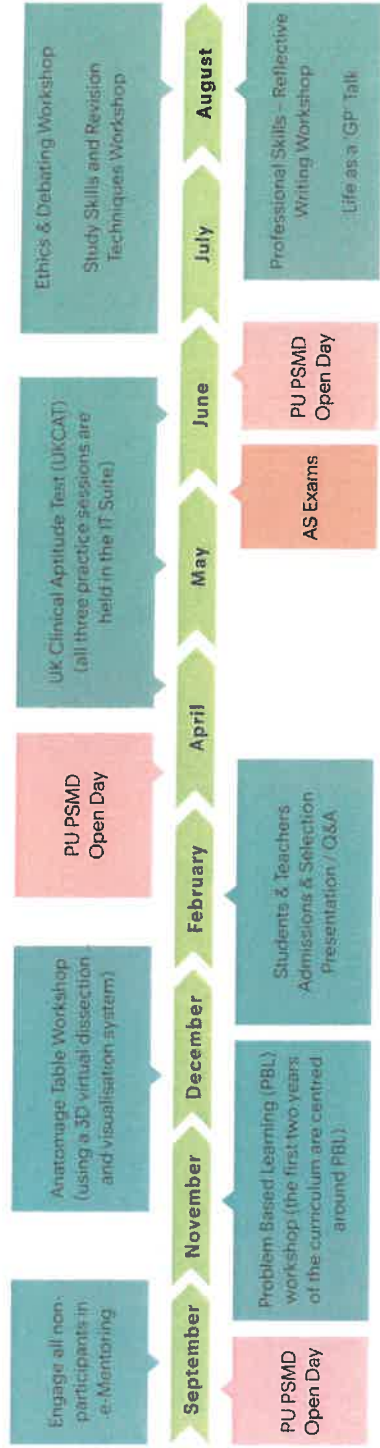 Engage all non-
participants in
e-Mentoring
Anatomage Table Workshop
(using a 3D virtual dissection
and visualisation system)
PU PSMD
Open Day
UK Clinical Aptitude Test (UKCAT)
(all three practice sessions are
held in the IT Suite)
Ethics & Debating Workshop
Study Skills and Revision
Techniques Workshop
September
November
December
February
April
May
June
July
August
PU PSMD
Open Day
Problem Based Learning (PBL)
workshop (the first two years
of the curriculum are centred
around PBL)
Students & Teachers
Admissions & Selection
Presentation / Q&A
AS Exams
PU PSMD
Open Day
Professional Skills – Reflective
Writing Workshop
Life as a 'GP' Talk